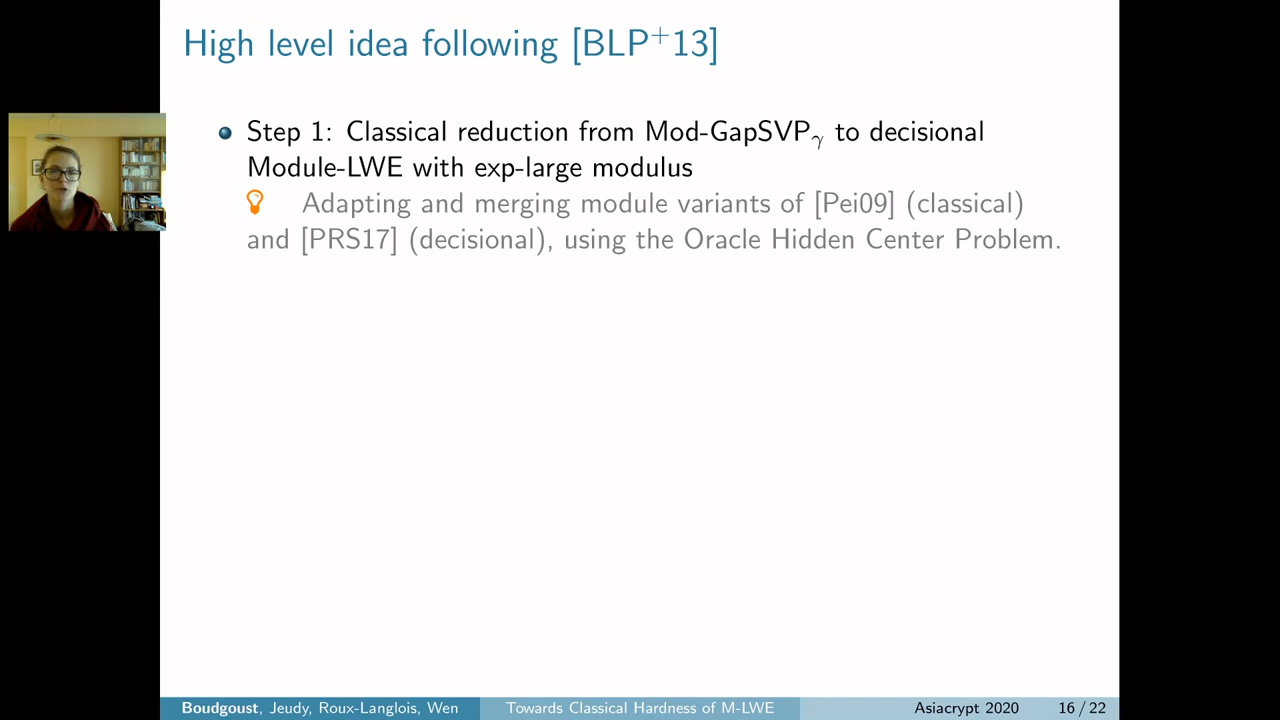 High level idea following [BLP⁺13]
Step 1: Classical reduction from Mod-GapSVPᵧ to decisional
Module-LWE with exp-large modulus
Adapting and merging module variants of [Pei09] (classical)
and [PRS17] (decisional), using the Oracle Hidden Center Problem.
Boudgoust, Jeudy, Roux-Langlois, Wen
Towards Classical Hardness of M-LWE
Asiacrypt 2020
16 / 22